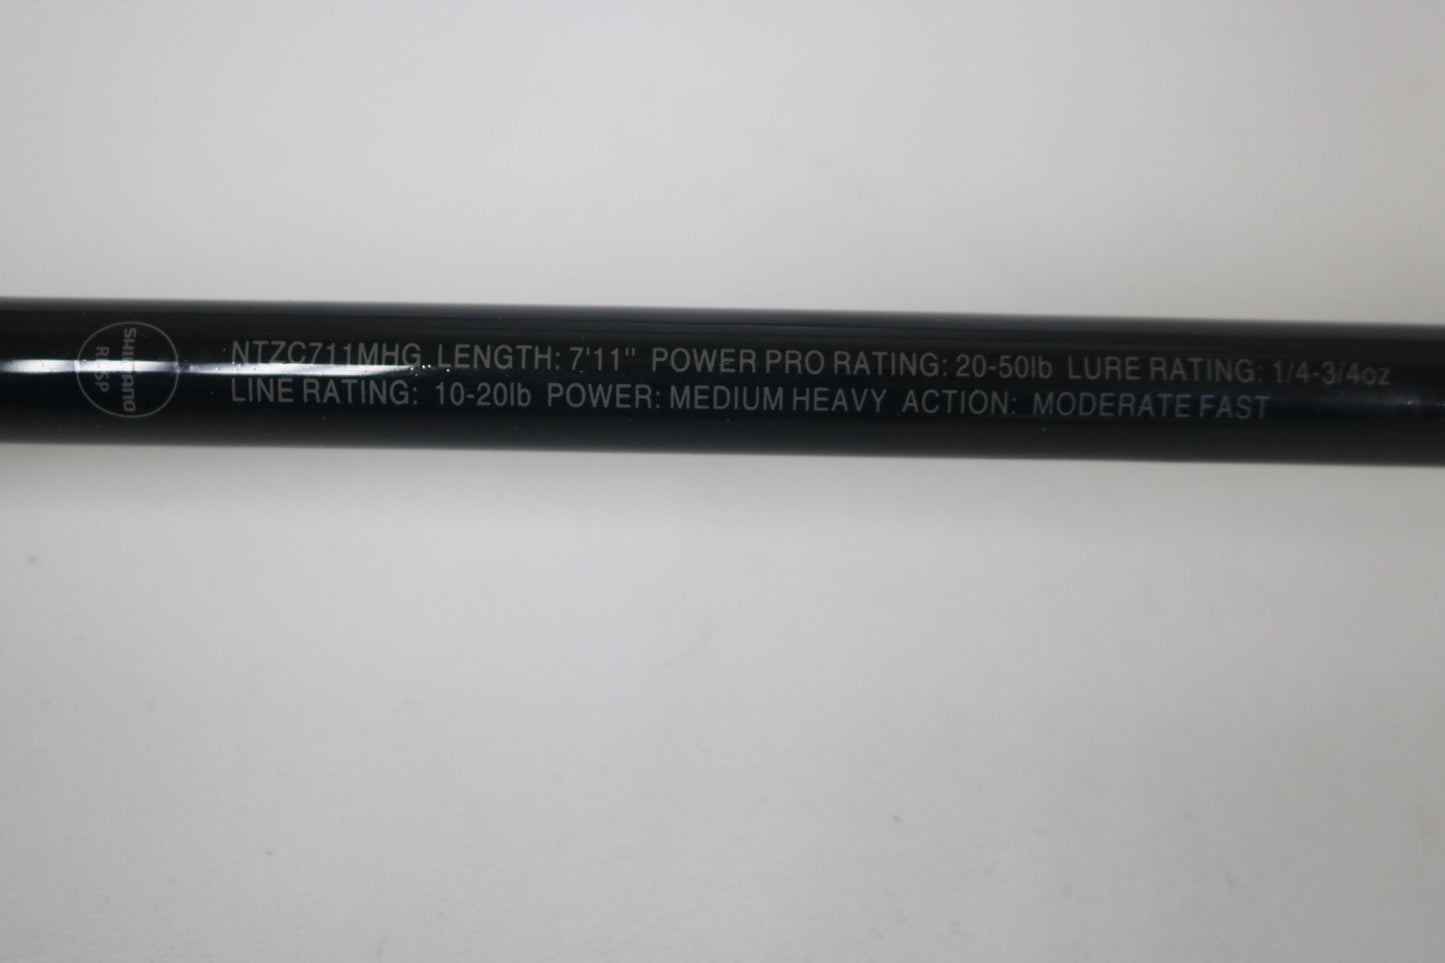 SHIMANO
NTZC711MHG LENGTH: 7'11" POWER PRO RATING: 20-50lb LURE RATING: 1/4-3/4oz
LINE RATING: 10-20lb POWER: MEDIUM HEAVY ACTION: MODERATE FAST